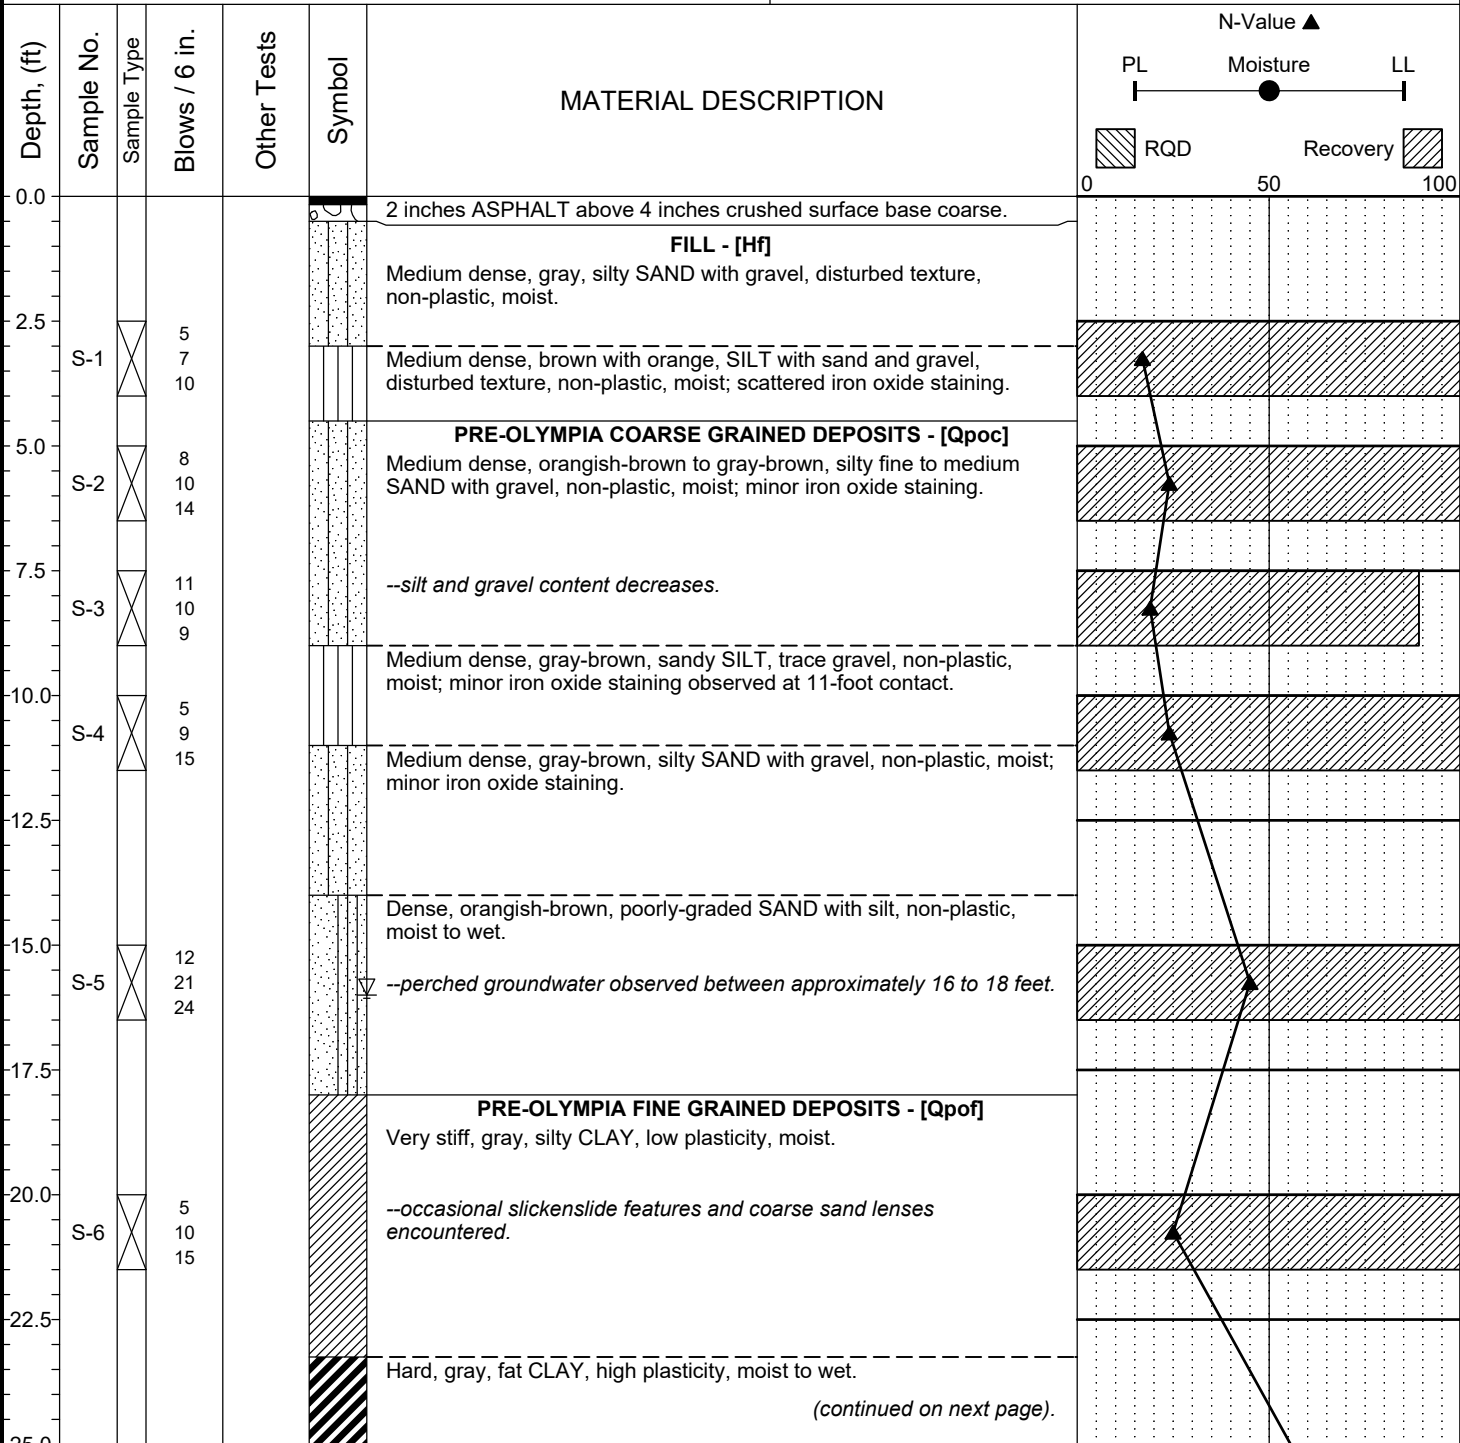 Depth, (ft)
Sample No.
Sample Type
Blows / 6 in.
Other Tests
Symbol
MATERIAL DESCRIPTION
N-Value ▲
PL Moisture LL
RQD Recovery
0 50 100
0.0
2 inches ASPHALT above 4 inches crushed surface base coarse.
FILL - [Hf]
Medium dense, gray, silty SAND with gravel, disturbed texture,
non-plastic, moist.
2.5
S-1
5
7
10
Medium dense, brown with orange, SILT with sand and gravel,
disturbed texture, non-plastic, moist; scattered iron oxide staining.
PRE-OLYMPIA COARSE GRAINED DEPOSITS - [Qpoc]
5.0
Medium dense, orangish-brown to gray-brown, silty fine to medium
SAND with gravel, non-plastic, moist; minor iron oxide staining.
S-2
8
10
14
7.5
--silt and gravel content decreases.
S-3
11
10
9
Medium dense, gray-brown, sandy SILT, trace gravel, non-plastic,
moist; minor iron oxide staining observed at 11-foot contact.
10.0
S-4
5
9
15
Medium dense, gray-brown, silty SAND with gravel, non-plastic, moist;
minor iron oxide staining.
12.5
Dense, orangish-brown, poorly-graded SAND with silt, non-plastic,
moist to wet.
15.0
S-5
12
21
24
--perched groundwater observed between approximately 16 to 18 feet.
17.5
PRE-OLYMPIA FINE GRAINED DEPOSITS - [Qpof]
Very stiff, gray, silty CLAY, low plasticity, moist.
20.0
S-6
5
10
15
--occasional slickenslide features and coarse sand lenses
encountered.
22.5
Hard, gray, fat CLAY, high plasticity, moist to wet.
(continued on next page).
25.0